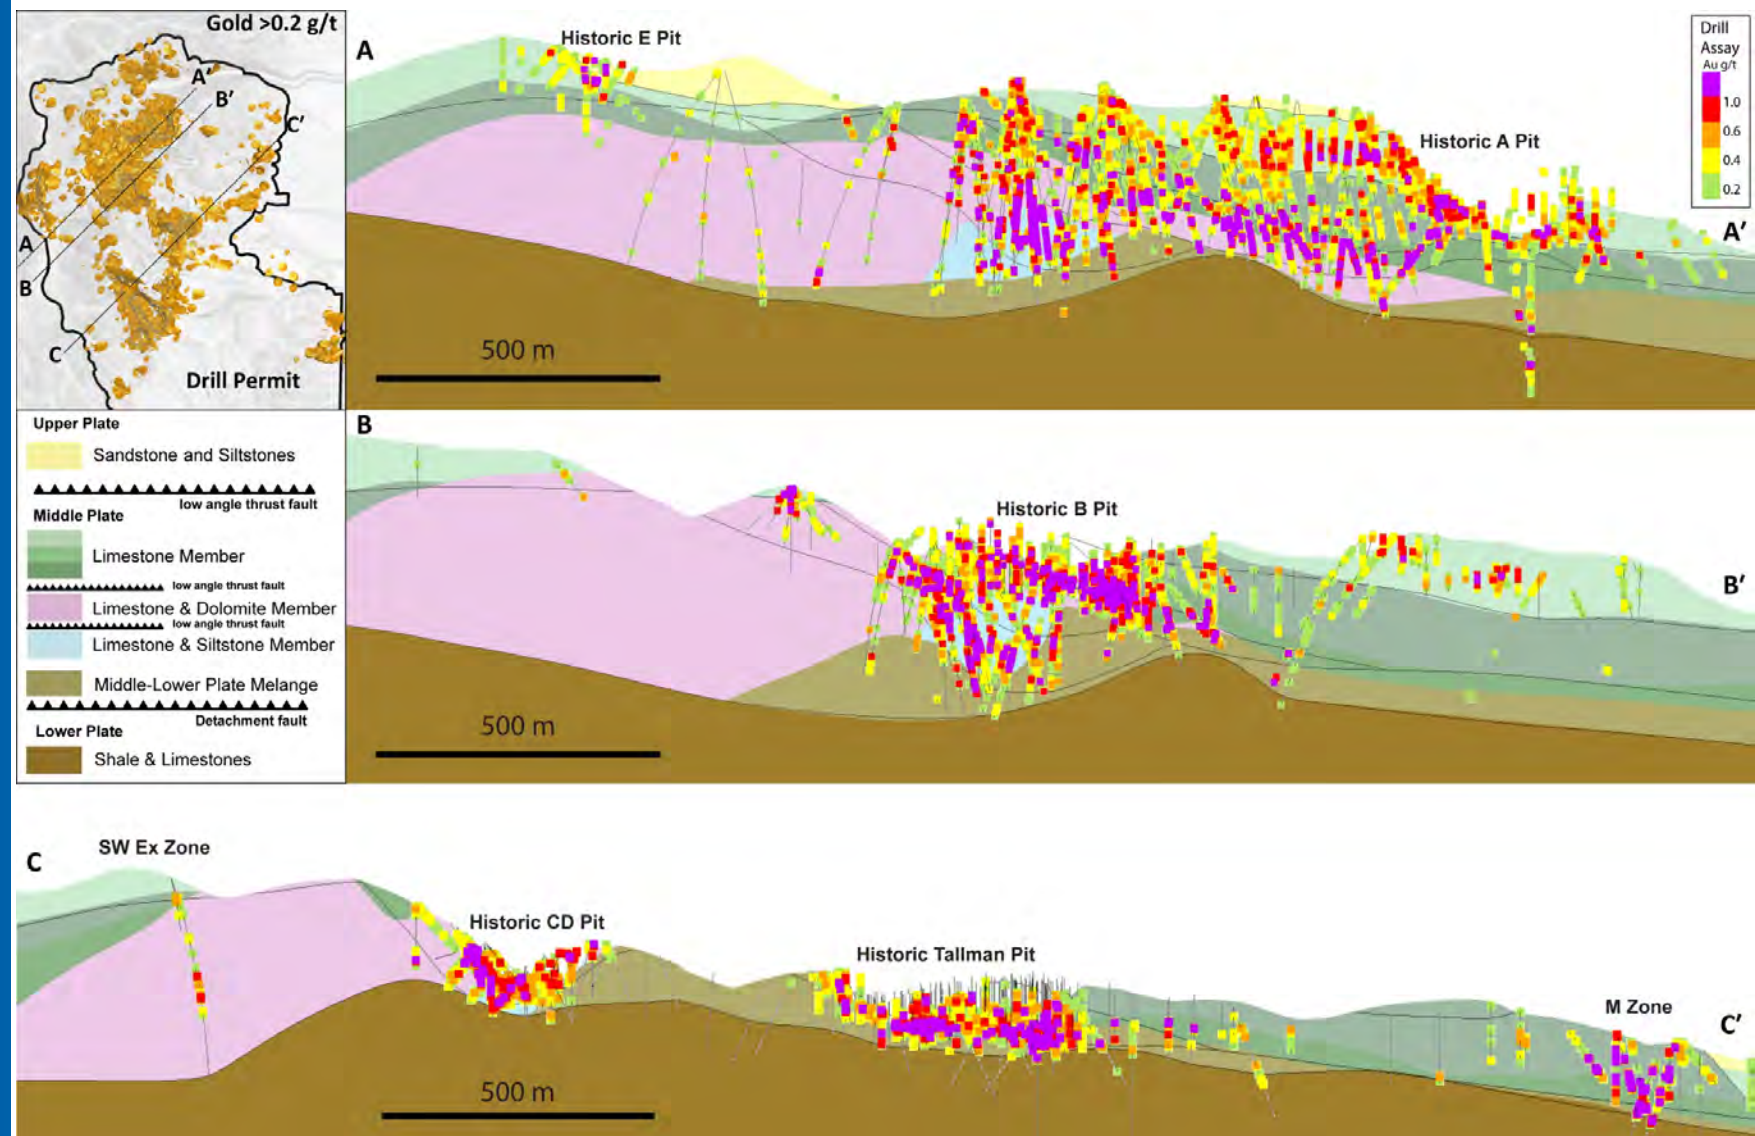 Gold >0.2 g/t
A'
B'
C'
A
B
C
Drill Permit
Upper Plate
Sandstone and Siltstones
low angle thrust fault
Middle Plate
Limestone Member
low angle thrust fault
Limestone & Dolomite Member
low angle thrust fault
Limestone & Siltstone Member
Middle-Lower Plate Melange
Detachment fault
Lower Plate
Shale & Limestones
A
Historic E Pit
Historic A Pit
A'
500 m
Drill
Assay
Au g/t
1.0
0.6
0.4
0.2
B
Historic B Pit
B'
500 m
C
SW Ex Zone
Historic CD Pit
Historic Tallman Pit
M Zone
C'
500 m